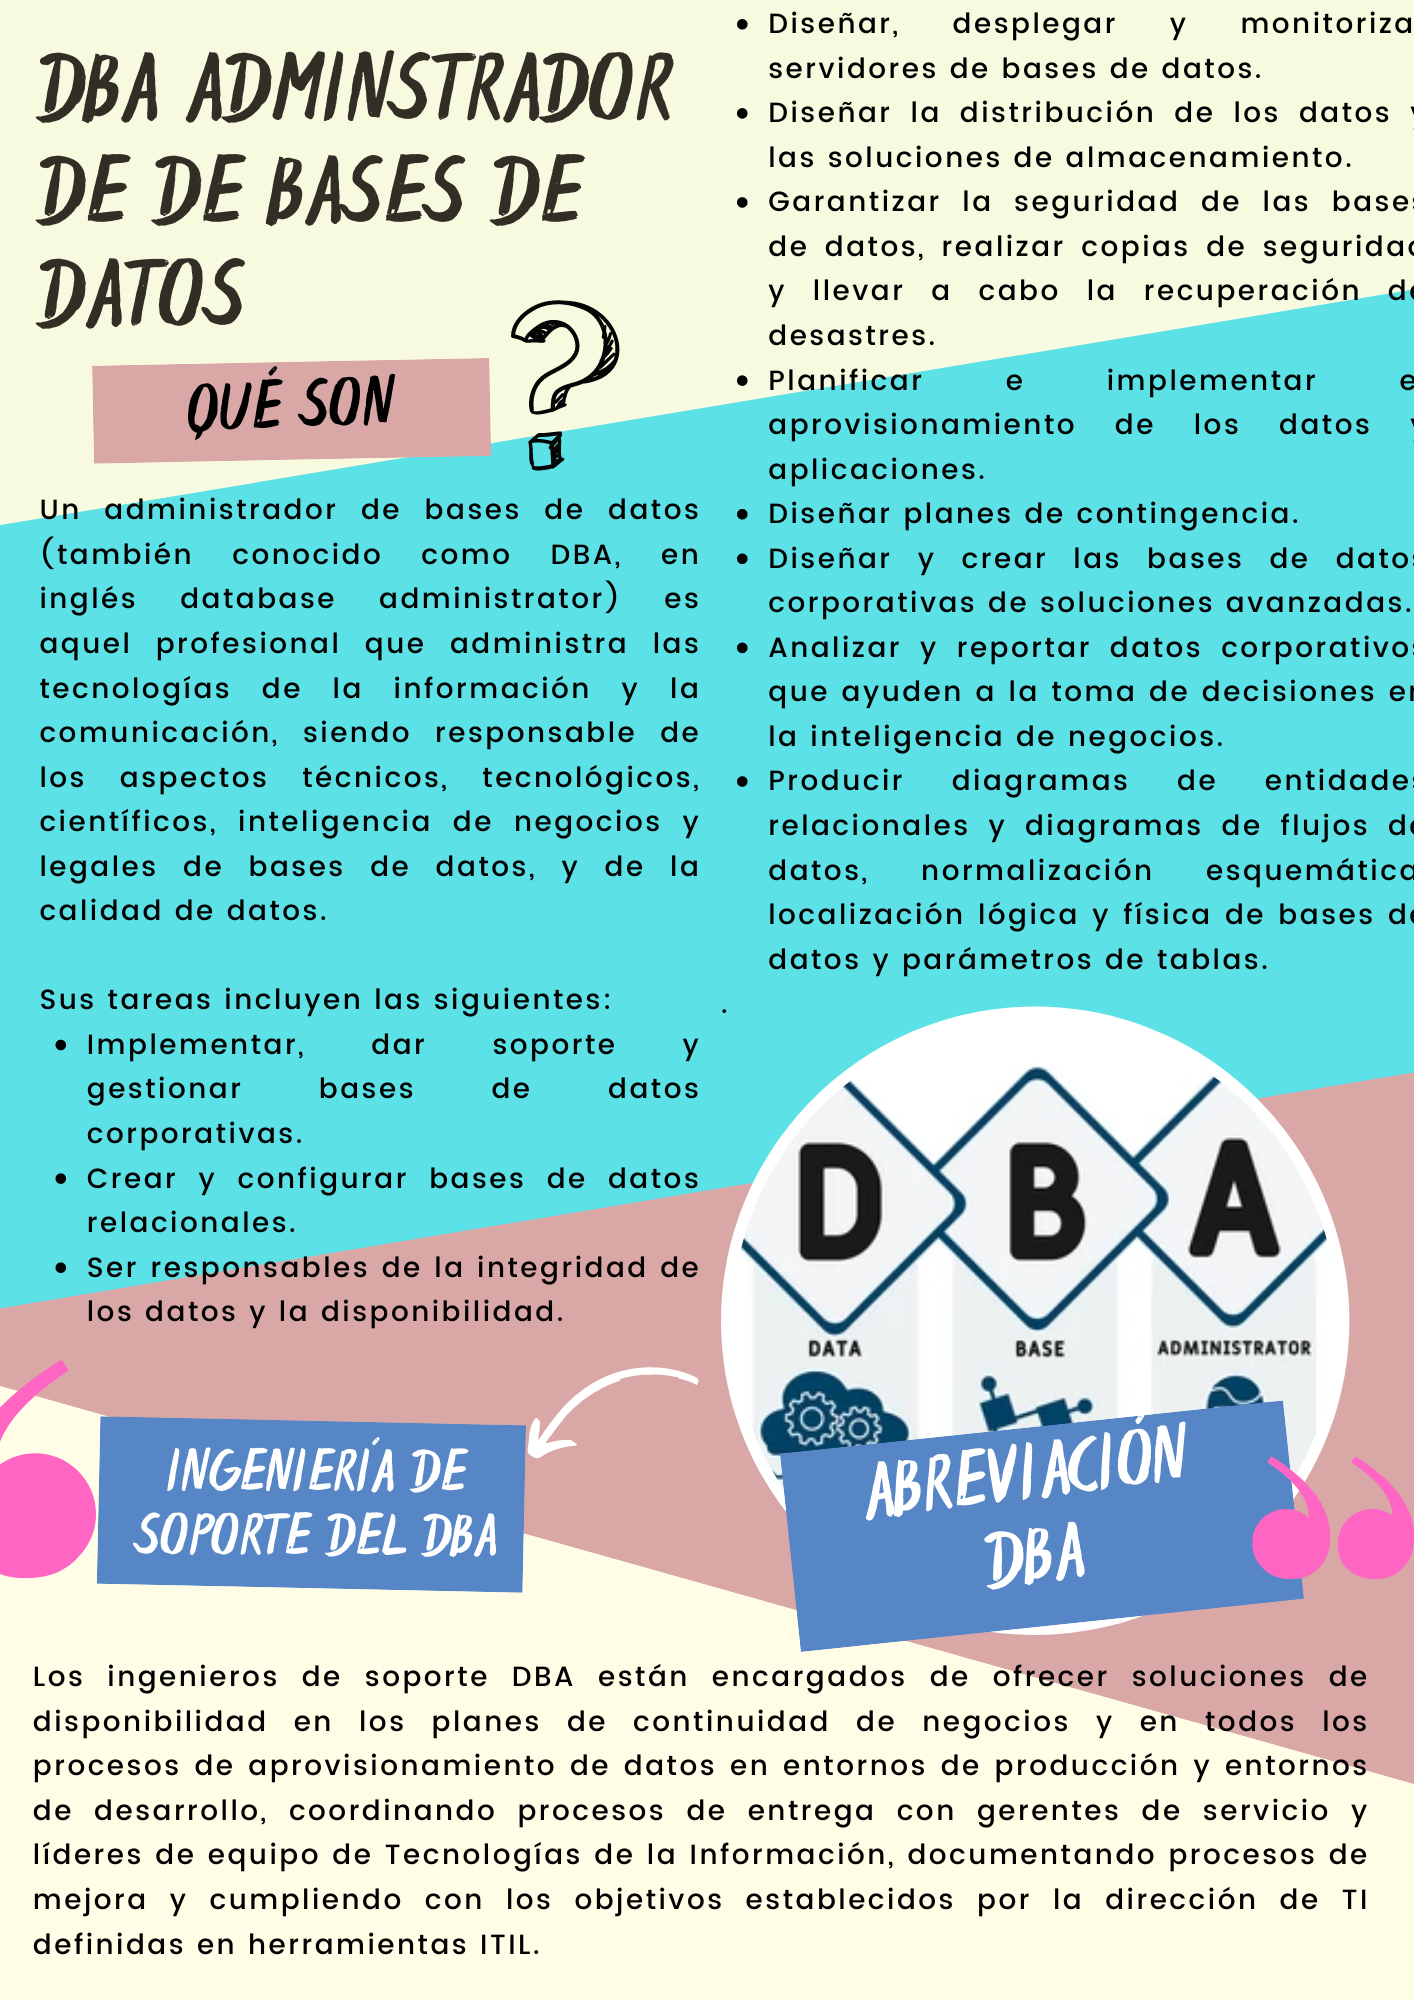 DBA ADMINSTRADOR
DE DE BASES DE
DATOS
QUÉ SON
?
Un administrador de bases de datos
(también conocido como DBA, en
inglés database administrator) es
aquel profesional que administra las
tecnologías de la información y la
comunicación, siendo responsable de
los aspectos técnicos, tecnológicos,
científicos, inteligencia de negocios y
legales de bases de datos, y de la
calidad de datos.
Sus tareas incluyen las siguientes:
• Implementar, dar soporte y
gestionar bases de datos
corporativas.
• Crear y configurar bases de datos
relacionales.
• Ser responsables de la integridad de
los datos y la disponibilidad.
• Diseñar, desplegar y monitoriza
servidores de bases de datos.
• Diseñar la distribución de los datos y
las soluciones de almacenamiento.
• Garantizar la seguridad de las bases
de datos, realizar copias de seguridad
y llevar a cabo la recuperación de
desastres.
• Planificar e implementar el
aprovisionamiento de los datos y
aplicaciones.
• Diseñar planes de contingencia.
• Diseñar y crear las bases de datos
corporativas de soluciones avanzadas.
• Analizar y reportar datos corporativos
que ayuden a la toma de decisiones en
la inteligencia de negocios.
• Producir diagramas de entidades
relacionales y diagramas de flujos de
datos, normalización esquemática
localización lógica y física de bases de
datos y parámetros de tablas.
.
D B A
DATA BASE ADMINISTRATOR
ABREVIACIÓN
DBA
INGENIERÍA DE
SOPORTE DEL DBA
Los ingenieros de soporte DBA están encargados de ofrecer soluciones de
disponibilidad en los planes de continuidad de negocios y en todos los
procesos de aprovisionamiento de datos en entornos de producción y entornos
de desarrollo, coordinando procesos de entrega con gerentes de servicio y
líderes de equipo de Tecnologías de la Información, documentando procesos de
mejora y cumpliendo con los objetivos establecidos por la dirección de TI
definidas en herramientas ITIL.